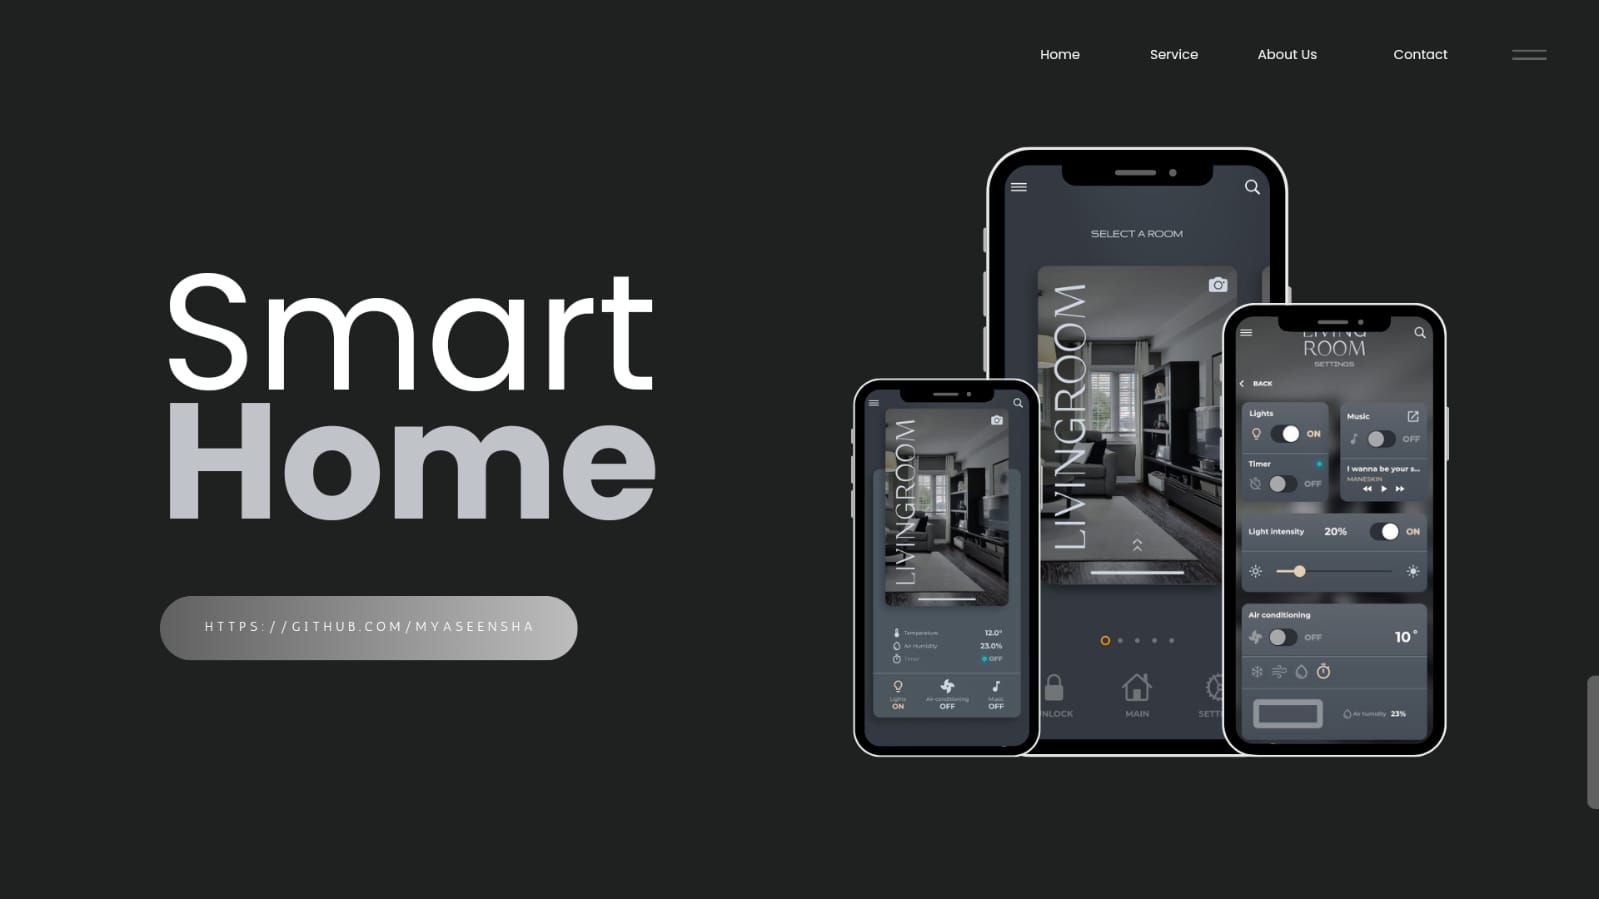 Home Service About Us Contact
Smart
Home
HTTPS://GITHUB.COM/MYASEENSHA
SELECT A ROOM
LIVINGROOM
NLOCK
MAIN
SETTI
LIVINGROOM
Temperature 12.0°
Air Humidity 23.0%
Timer OFF
Lights
ON
Air-conditioning
OFF
Music
OFF
LIVING
ROOM
SETTINGS
BACK
Lights
ON
Timer
OFF
Music
OFF
I wanna be your s...
MANESKIN
Light intensity 20% ON
Air conditioning
OFF 10°
Air humidity 23%